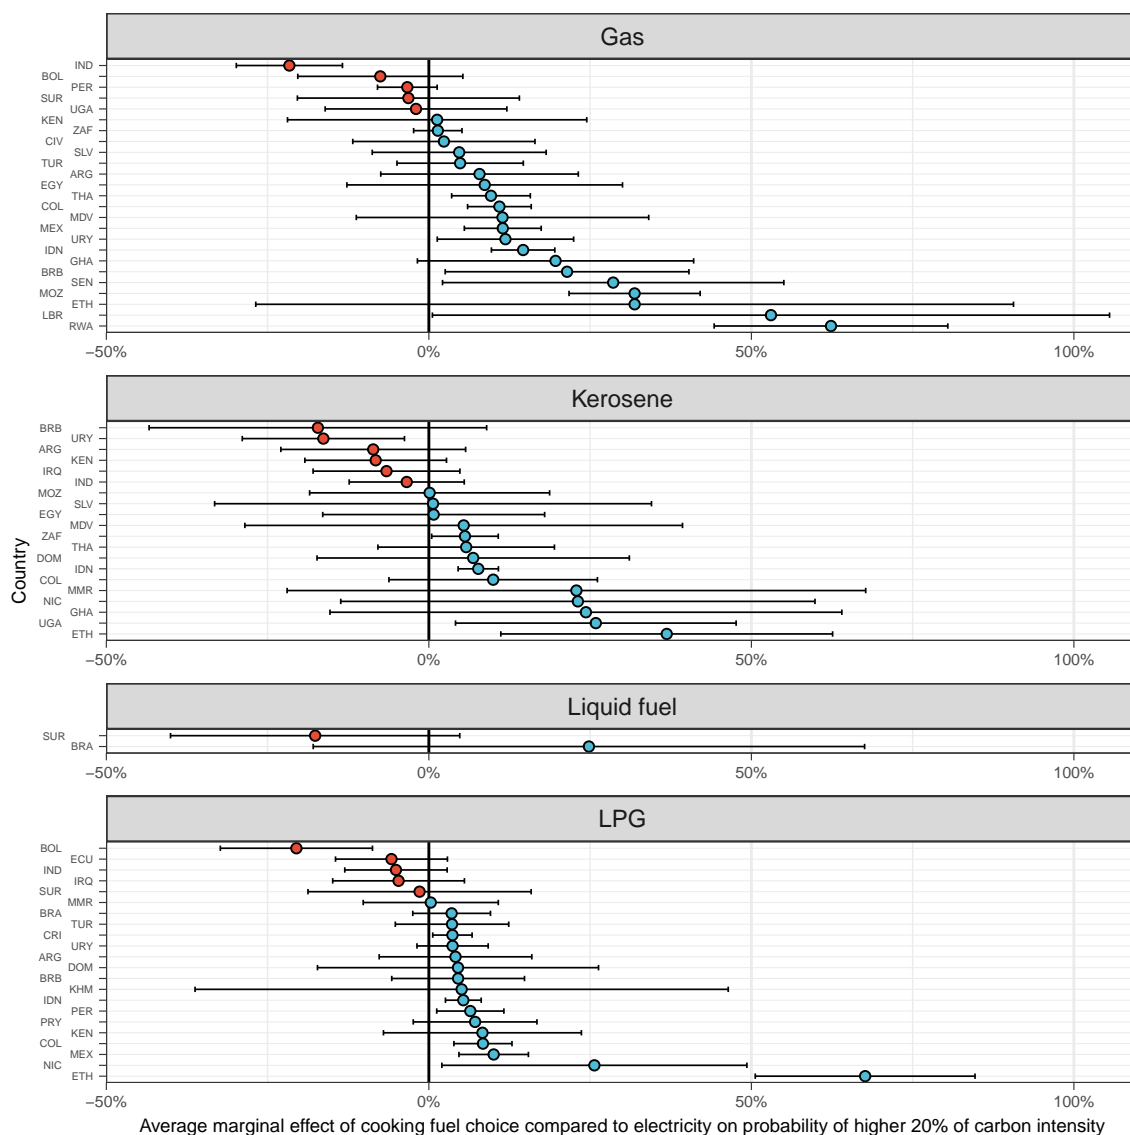 Gas
IND
BOL
PER
SUR
UGA
KEN
ZAF
CIV
SLV
TUR
ARG
EGY
THA
COL
MDV
MEX
URY
IDN
GHA
BRB
SEN
MOZ
ETH
LBR
RWA
−50% 0% 50% 100%
Kerosene
BRB
URY
ARG
KEN
IRQ
IND
MOZ
SLV
EGY
MDV
ZAF
THA
DOM
IDN
COL
MMR
NIC
GHA
UGA
ETH
−50% 0% 50% 100%
Country
Liquid fuel
SUR
BRA
−50% 0% 50% 100%
LPG
BOL
ECU
IND
IRQ
SUR
MMR
BRA
TUR
CRI
URY
ARG
DOM
BRB
KHM
IDN
PER
PRY
KEN
COL
MEX
NIC
ETH
−50% 0% 50% 100%
Average marginal effect of cooking fuel choice compared to electricity on probability of higher 20% of carbon intensity